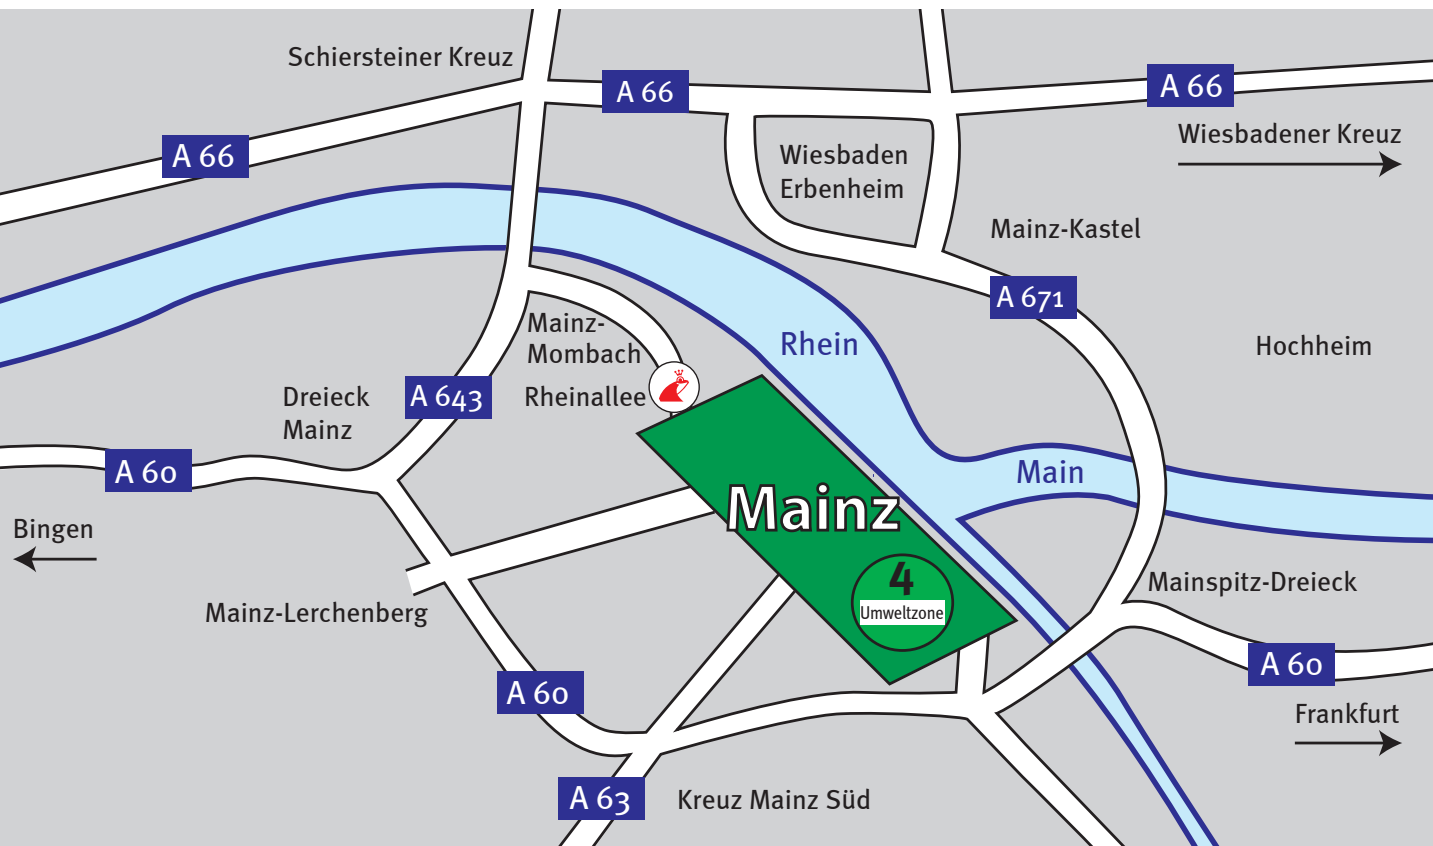 Schiersteiner Kreuz
A 66
A 66
A 66
Wiesbadener Kreuz
Wiesbaden
Erbenheim
Mainz-Kastel
A 671
Mainz-
Mombach
Rhein
Hochheim
Dreieck
Mainz
A 643
Rheinallee
A 60
Main
Mainz
Bingen
4
Umweltzone
Mainspitz-Dreieck
Mainz-Lerchenberg
A 60
A 60
Frankfurt
A 63
Kreuz Mainz Süd